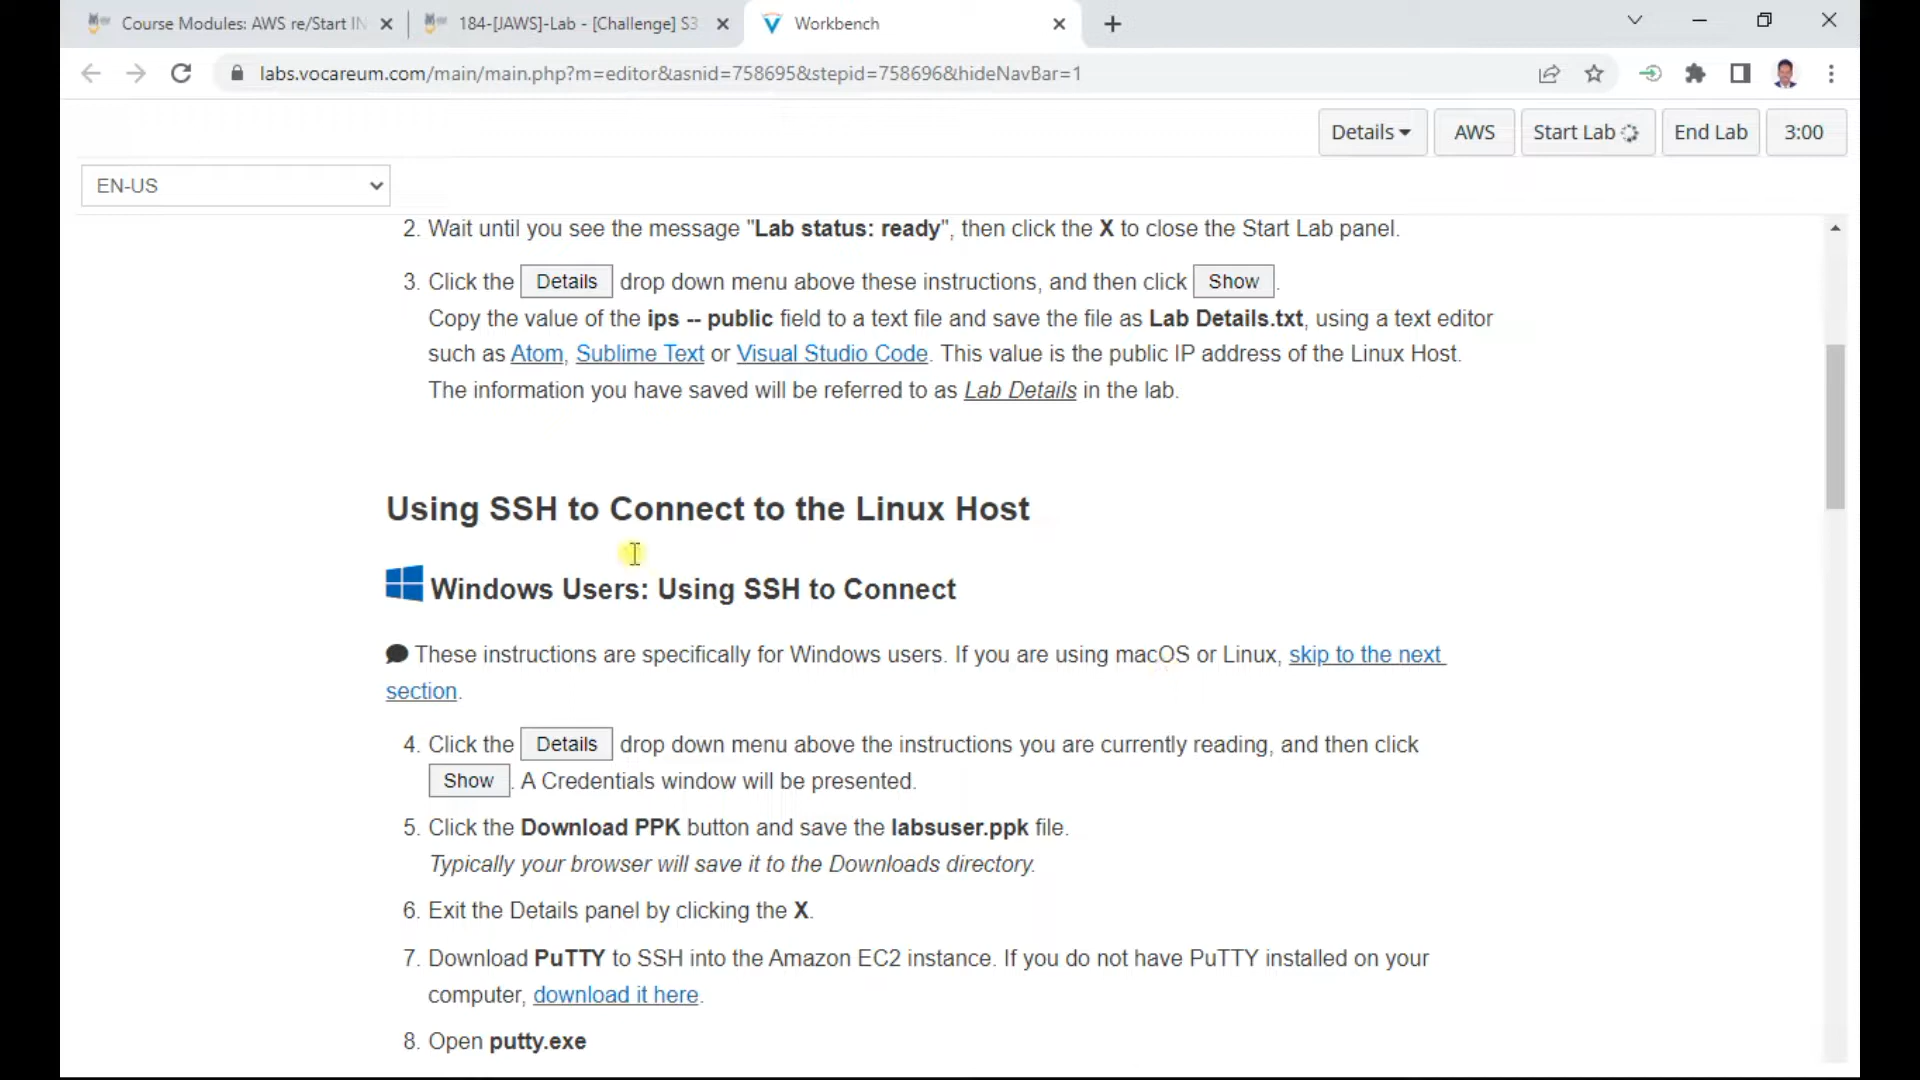 Course Modules: AWS re/Start IN
184-[JAWS]-Lab - [Challenge] S3
Workbench
labs.vocareum.com/main/main.php?m=editor&asnid=758695&stepid=758696&hideNavBar=1
Details
AWS
Start Lab
End Lab
3:00
EN-US
2. Wait until you see the message "Lab status: ready", then click the X to close the Start Lab panel.
3. Click the Details drop down menu above these instructions, and then click Show.
Copy the value of the ips -- public field to a text file and save the file as Lab Details.txt, using a text editor
such as Atom, Sublime Text or Visual Studio Code. This value is the public IP address of the Linux Host.
The information you have saved will be referred to as Lab Details in the lab.
Using SSH to Connect to the Linux Host
Windows Users: Using SSH to Connect
These instructions are specifically for Windows users. If you are using macOS or Linux, skip to the next
section.
4. Click the Details drop down menu above the instructions you are currently reading, and then click
Show. A Credentials window will be presented.
5. Click the Download PPK button and save the labsuser.ppk file.
Typically your browser will save it to the Downloads directory.
6. Exit the Details panel by clicking the X.
7. Download PuTTY to SSH into the Amazon EC2 instance. If you do not have PuTTY installed on your
computer, download it here.
8. Open putty.exe